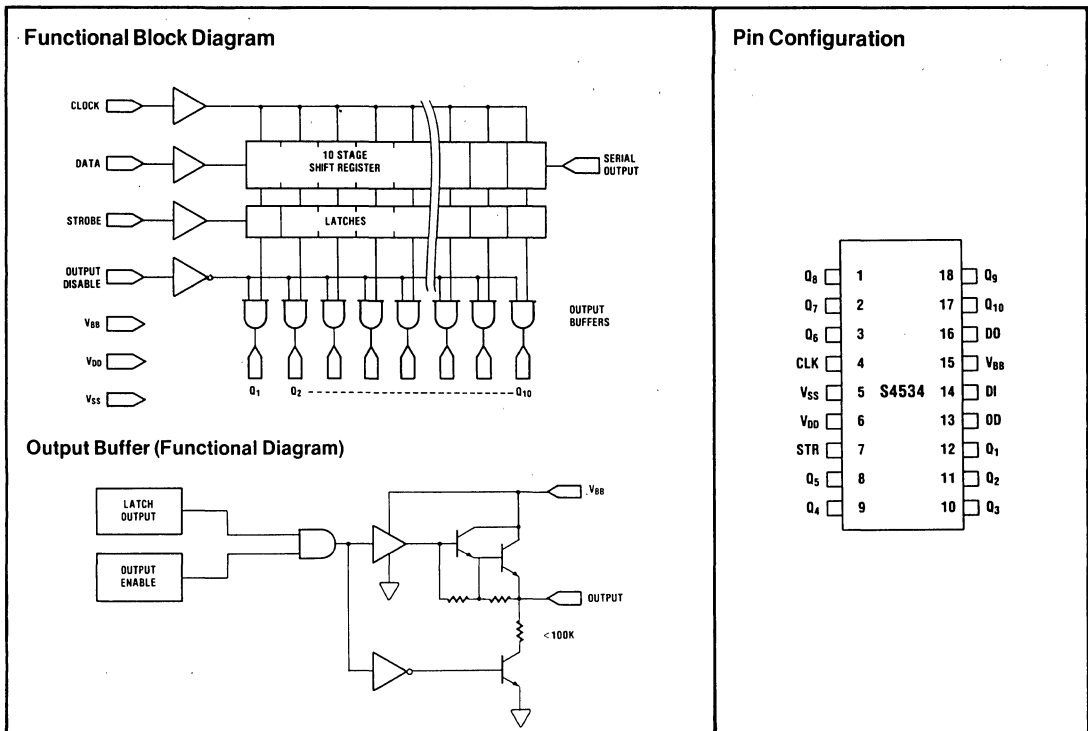 Functional Block Diagram
CLOCK
DATA
10 STAGE
SHIFT REGISTER
SERIAL
OUTPUT
STROBE
LATCHES
OUTPUT
DISABLE
OUTPUT
BUFFERS
VBB
VDD
VSS
Q1 Q2 Q10
Output Buffer (Functional Diagram)
LATCH
OUTPUT
OUTPUT
ENABLE
VBB
OUTPUT
<100K
Pin Configuration
Q8 1 18 Q9
Q7 2 17 Q10
Q6 3 16 DO
CLK 4 15 VBB
VSS 5 S4534 14 DI
VDD 6 13 OD
STR 7 12 Q1
Q5 8 11 Q2
Q4 9 10 Q3